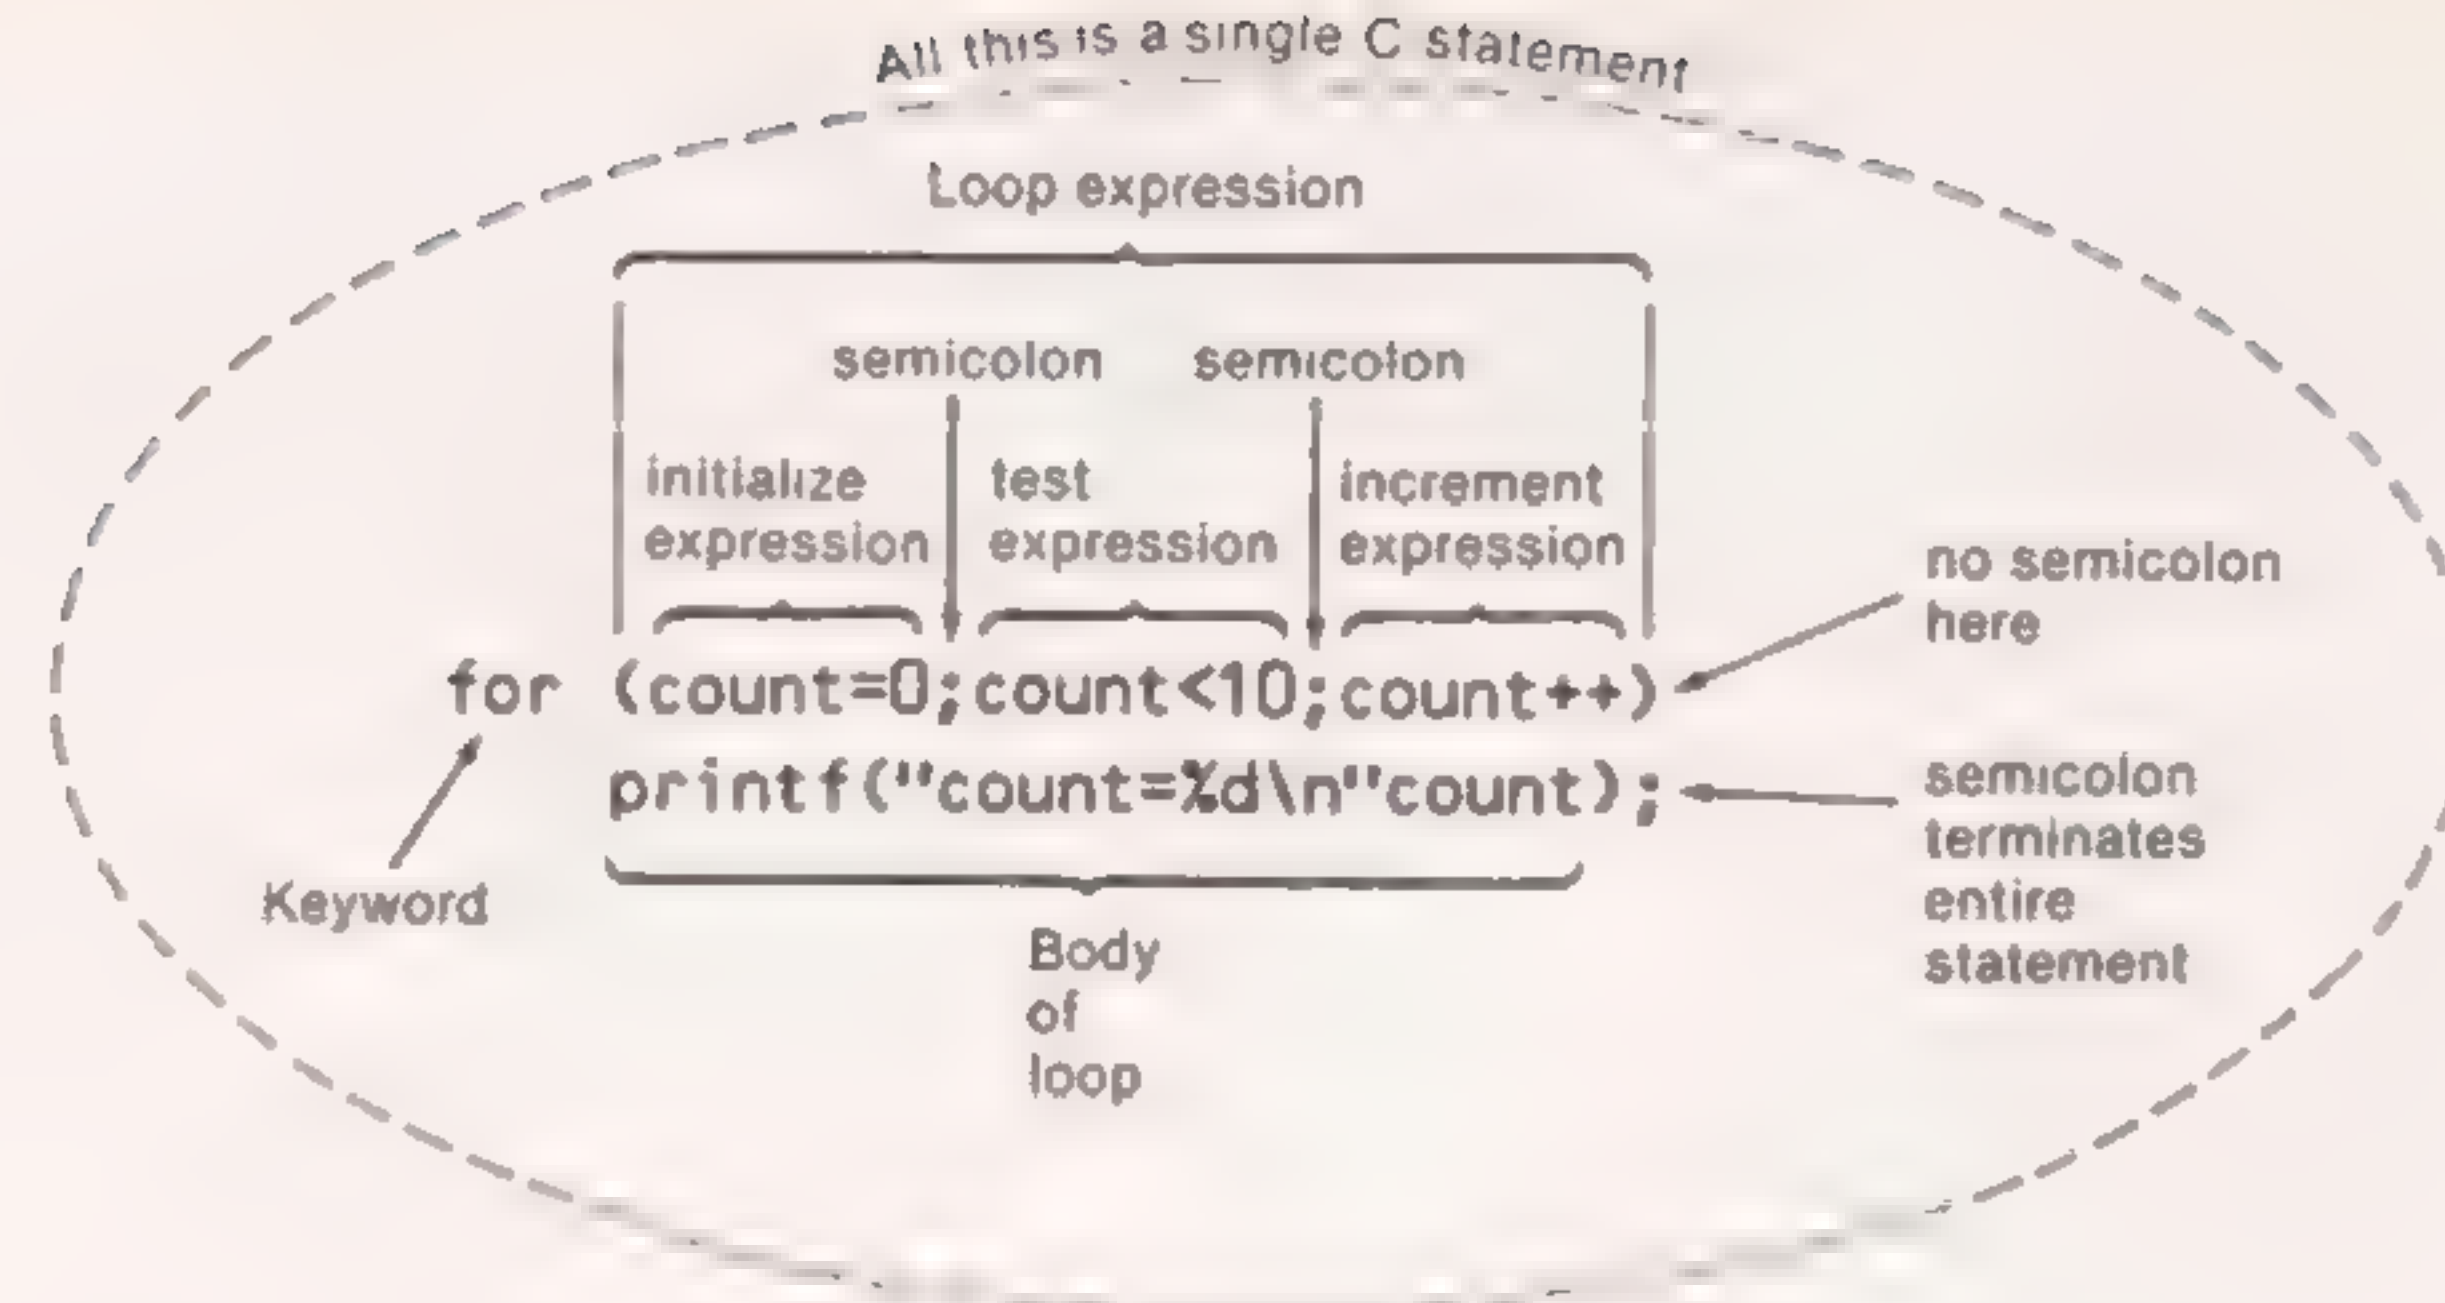 All this is a single C statement
Loop expression
semicolon semicolon
initialize test increment
expression expression expression
no semicolon
here
for (count=0;count<10;count++)
printf("count=%d\n"count);
semicolon
terminates
entire
statement
Keyword
Body
of
loop